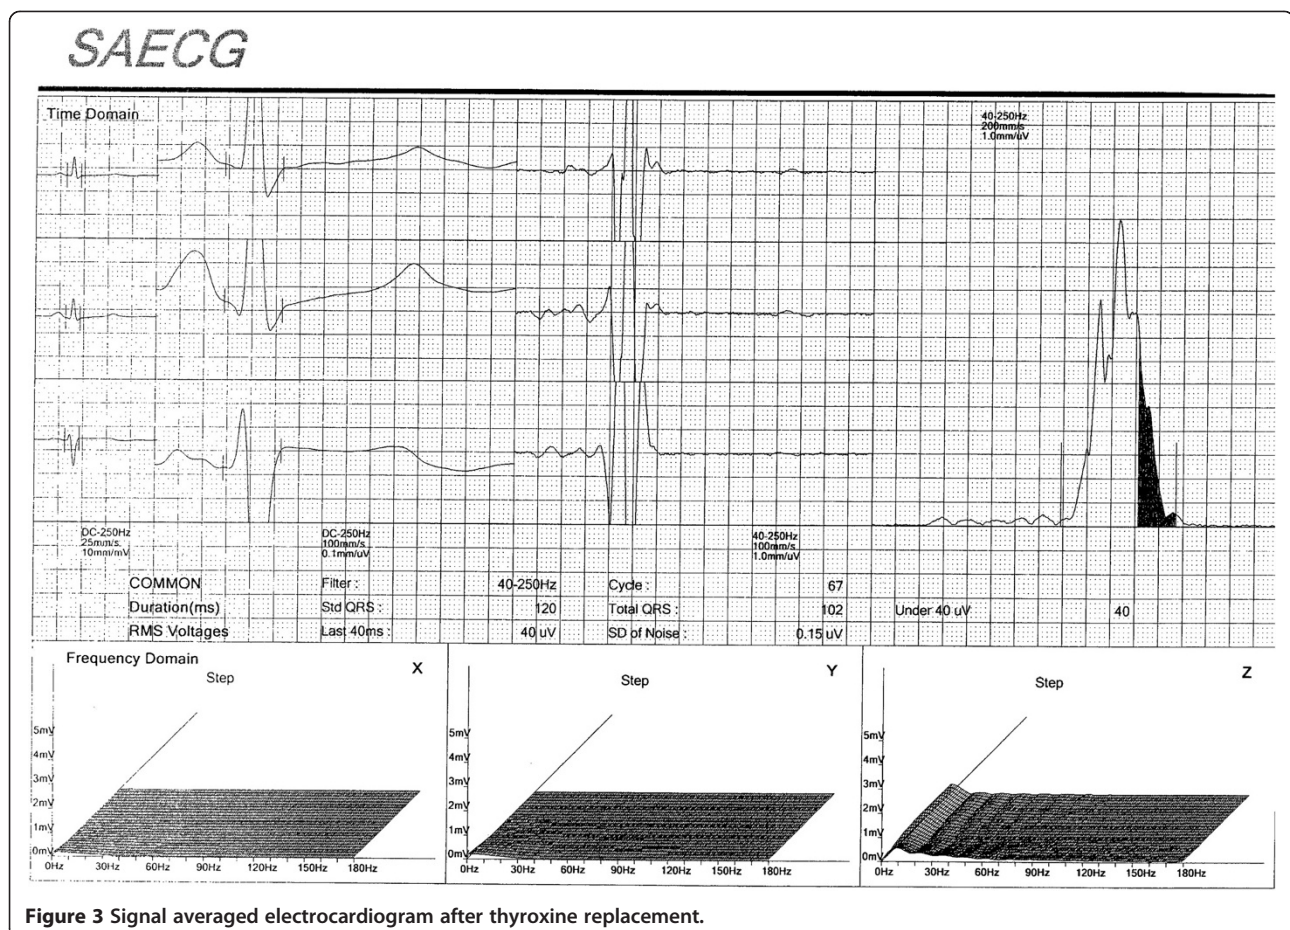 SAECG
Time Domain
40-250Hz
200mm/s
1.0mm/uV
DC-250Hz
25mm/s
10mm/mV
DC-250Hz
100mm/s
0.1mm/uV
40-250Hz
100mm/s
1.0mm/uV
COMMON Filter : 40-250Hz Cycle : 67
Duration(ms) Std QRS : 120 Total QRS : 102 Under 40 uV 40
RMS Voltages Last 40ms : 40 uV SD of Noise : 0.15 uV
Frequency Domain
X
Step
5mV
4mV
3mV
2mV
1mV
0mV
0Hz 30Hz 60Hz 90Hz 120Hz 150Hz 180Hz
Y
Step
5mV
4mV
3mV
2mV
1mV
0mV
0Hz 30Hz 60Hz 90Hz 120Hz 150Hz 180Hz
Z
Step
5mV
4mV
3mV
2mV
1mV
0mV
0Hz 30Hz 60Hz 90Hz 120Hz 150Hz 180Hz
Figure 3 Signal averaged electrocardiogram after thyroxine replacement.